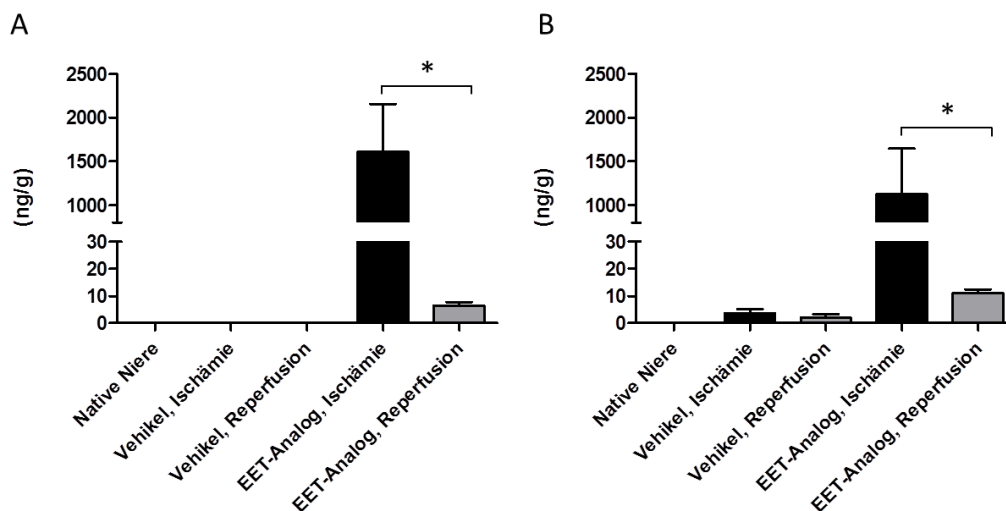 A
B
*
2500
2000
1500
1000
30
20
10
0
(ng/g)
Native Niere
Vehikel, Ischämie
Vehikel, Reperfusion
EET-Analog, Ischämie
EET-Analog, Reperfusion
*
2500
2000
1500
1000
30
20
10
0
(ng/g)
Native Niere
Vehikel, Ischämie
Vehikel, Reperfusion
EET-Analog, Ischämie
EET-Analog, Reperfusion